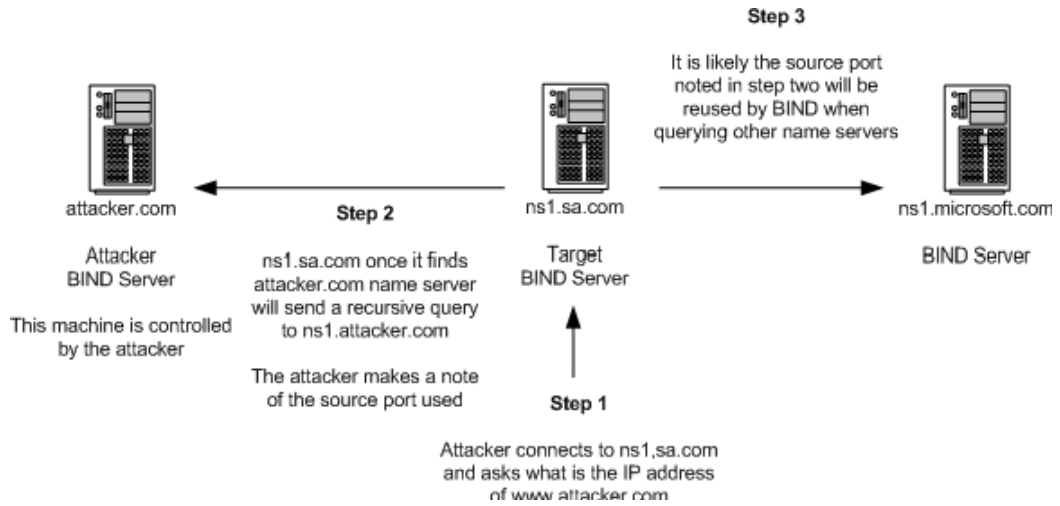 Step 3
It is likely the source port
noted in step two will be
reused by BIND when
querying other name servers
attacker.com
Attacker
BIND Server
This machine is controlled
by the attacker
Step 2
ns1.sa.com once it finds
attacker.com name server
will send a recursive query
to ns1.attacker.com
The attacker makes a note
of the source port used
ns1.sa.com
Target
BIND Server
Step 1
Attacker connects to ns1,sa.com
and asks what is the IP address
of www.attacker.com
ns1.microsoft.com
BIND Server